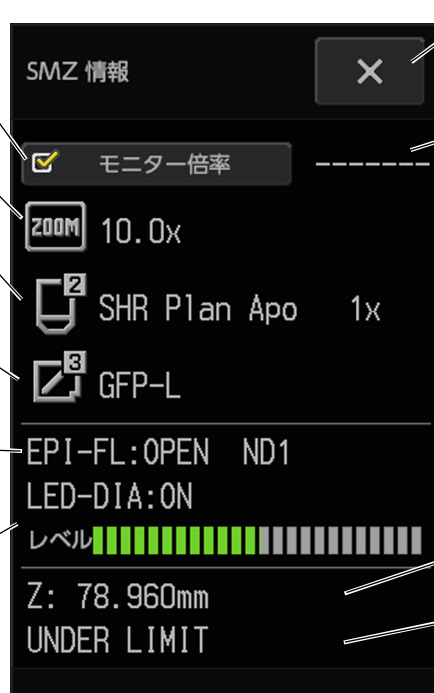 SMZ 情報
モニター倍率 -------
ZOOM 10.0x
2 SHR Plan Apo 1x
3 GFP-L
EPI-FL:OPEN ND1
LED-DIA:ON
レベル
Z: 78.960mm
UNDER LIMIT